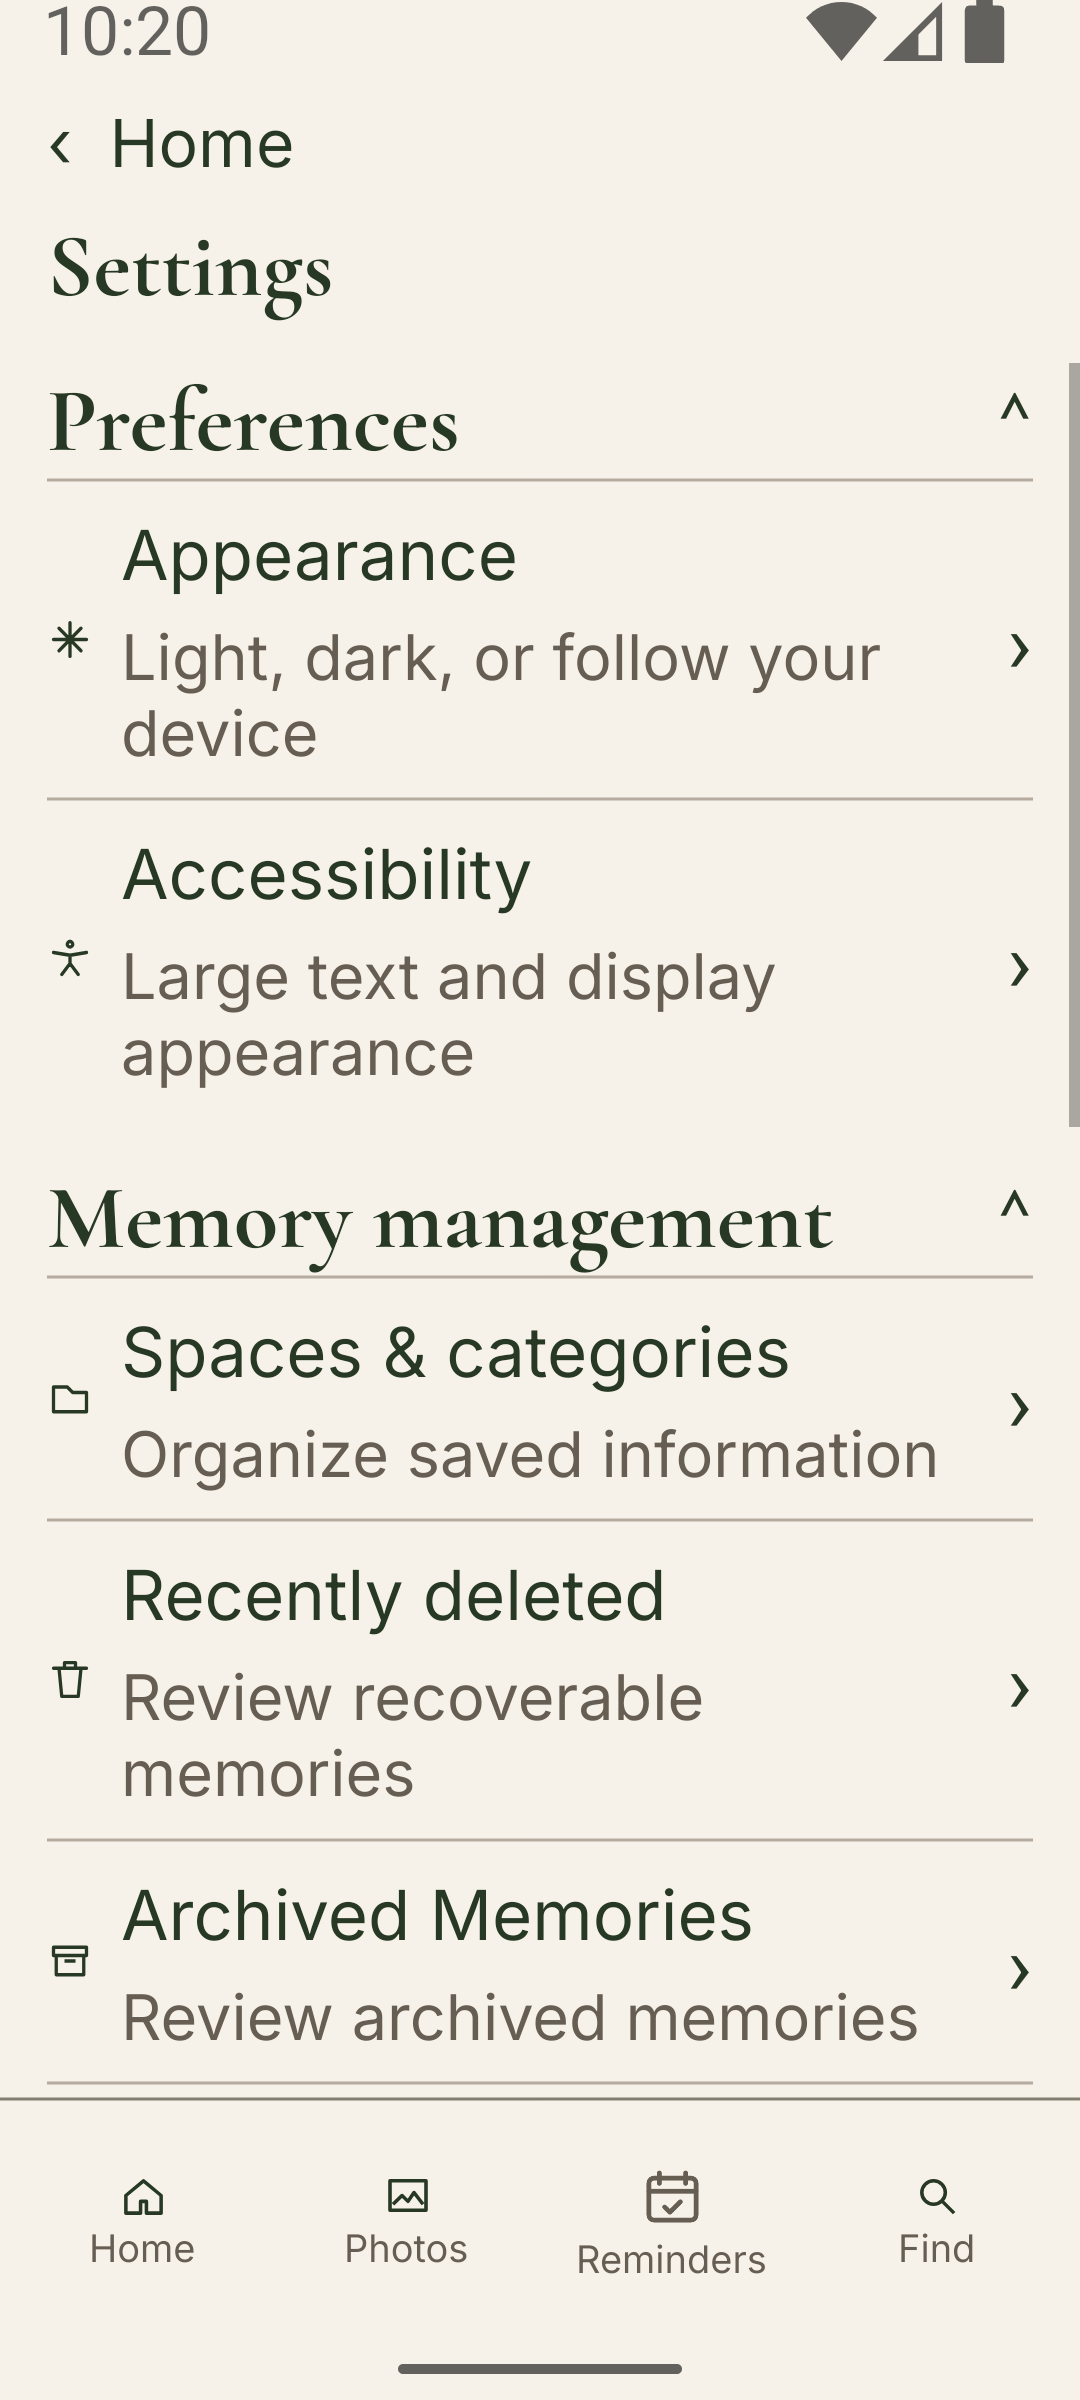 10:20
‹ Home
Settings
Preferences
Appearance
Light, dark, or follow your
device
Accessibility
Large text and display
appearance
Memory management
Spaces & categories
Organize saved information
Recently deleted
Review recoverable
memories
Archived Memories
Review archived memories
Home
Photos
Reminders
Find